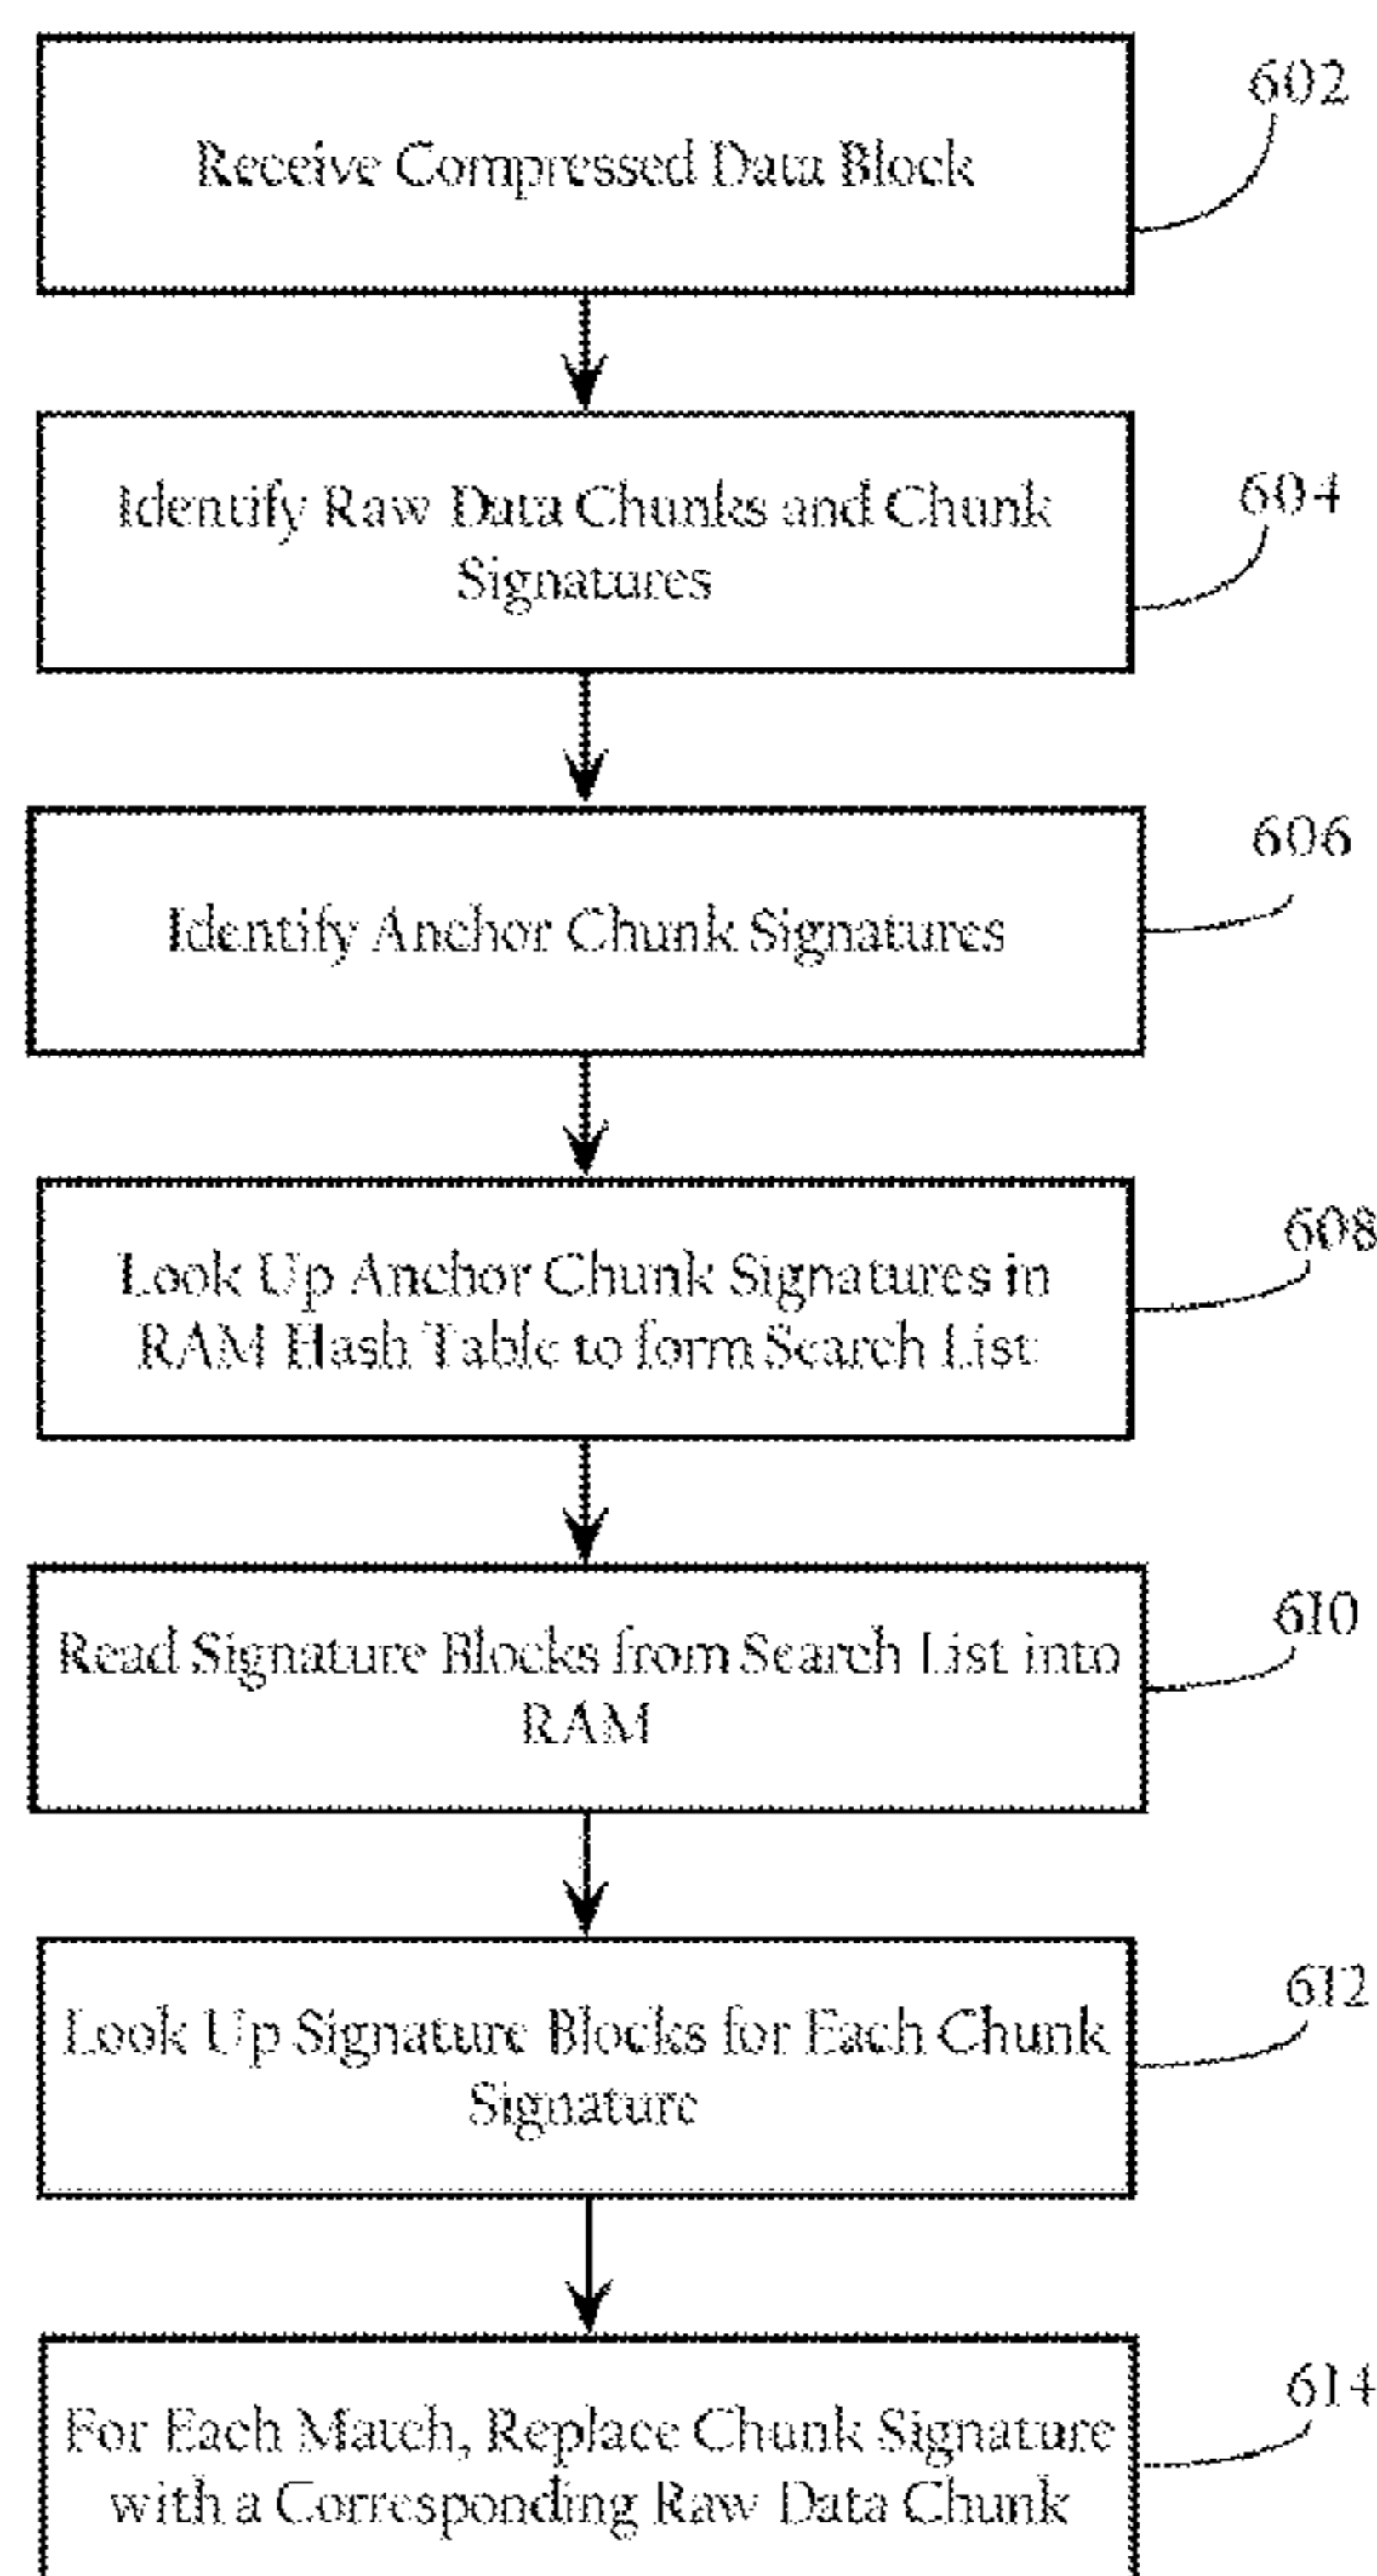 602
Receive Compressed Data Block
604
Identify Raw Data Chunks and Chunk
Signatures
606
Identify Anchor Chunk Signatures
608
Look Up Anchor Chunk Signatures in
RAM Hash Table to form Search List
610
Read Signature Blocks from Search List into
RAM
612
Look Up Signature Blocks for Each Chunk
Signature
614
For Each Match, Replace Chunk Signature
with a Corresponding Raw Data Chunk